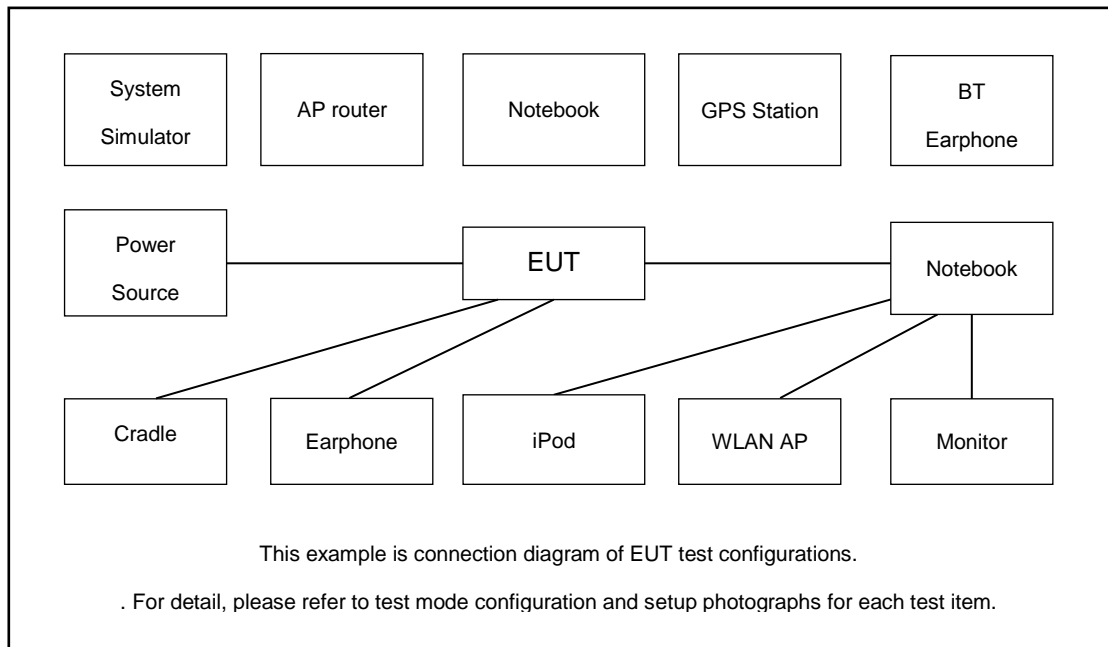 System
Simulator
AP router
Notebook
GPS Station
BT
Earphone
Power
Source
EUT
Notebook
Cradle
Earphone
iPod
WLAN AP
Monitor
This example is connection diagram of EUT test configurations.
. For detail, please refer to test mode configuration and setup photographs for each test item.